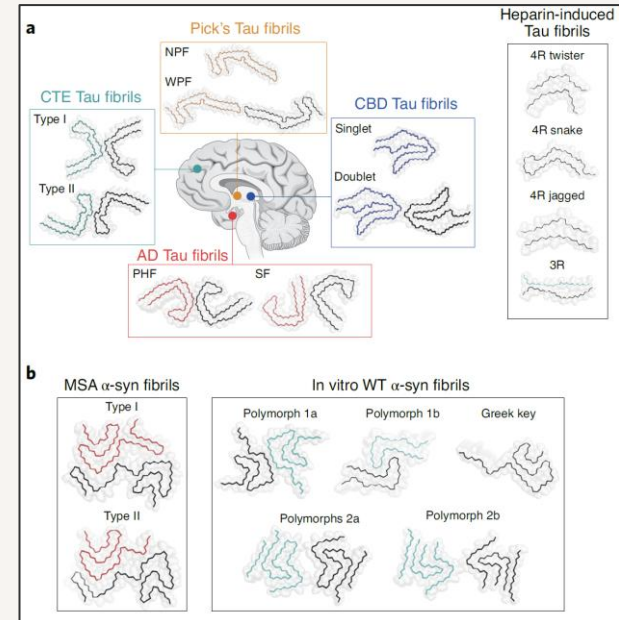 a
Pick's Tau fibrils
NPF
WPF
CTE Tau fibrils
Type I
Type II
CBD Tau fibrils
Singlet
Doublet
AD Tau fibrils
PHF
SF
Heparin-induced
Tau fibrils
4R twister
4R snake
4R jagged
3R
b
MSA α-syn fibrils
Type I
Type II
In vitro WT α-syn fibrils
Polymorph 1a
Polymorph 1b
Greek key
Polymorphs 2a
Polymorph 2b